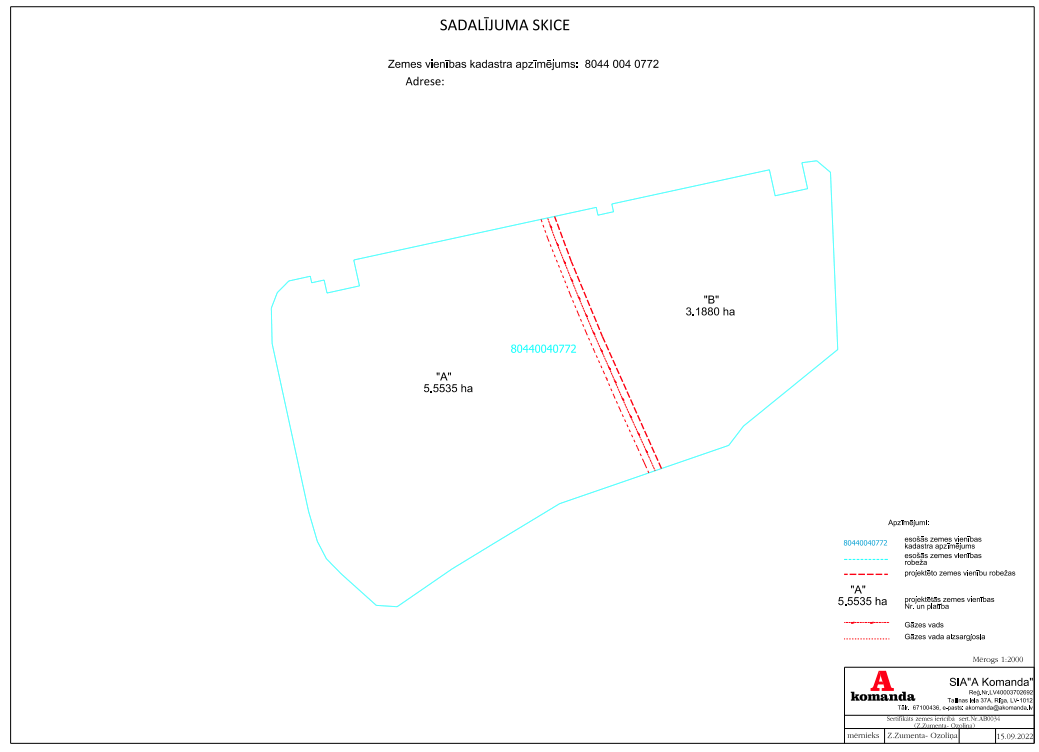 SADALĪJUMA SKICE
Zemes vienības kadastra apzīmējums: 8044 004 0772
Adrese:
"B"
3.1880 ha
80440040772
"A"
5.5535 ha
Apzīmējumi:
80440040772
esošās zemes vienības
kadastra apzīmējums
esošās zemes vienības
robeža
projektēto zemes vienību robežas
"A"
5.5535 ha
projektētās zemes vienības
Nr. un platība
Gāzes vads
Gāzes vada aizsargjosla
Mērogs 1:2000
A
komanda
SIA"A Komanda"
Reģ.Nr.LV40003702692
Tallinas iela 37A, Rīga, LV-1012
Tālr. 67100436, e-pasts: akomanda@akomanda.lv
Sertifikāts zemes ierīcībā sert.Nr.AB0034
(Z.Zumenta- Ozoliņa)
mērnieks Z.Zumenta- Ozoliņa 15.09.2022